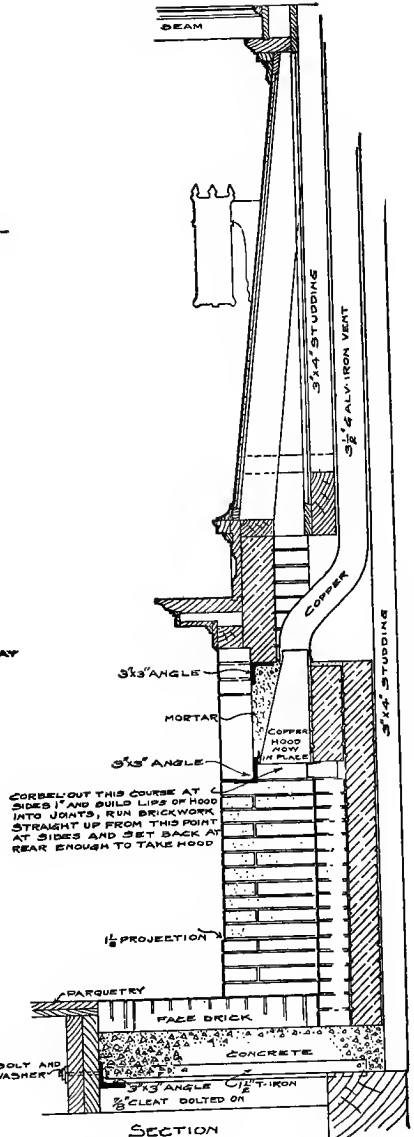 BEAM
3"X4" STUDDING
3½" GALV-IRON VENT
COPPER
3"X4" STUDDING
3"X3" ANGLE
MORTAR
COPPER
HOOD
NOW
IN PLACE
3"X3" ANGLE
CORBEL OUT THIS COURSE AT
SIDES 1" AND BUILD LIPS OF HOOD
INTO JOINTS, RUN BRICKWORK
STRAIGHT UP FROM THIS POINT
AT SIDES AND SET BACK AT
REAR ENOUGH TO TAKE HOOD
PROJECTION
PARQUETRY
FACE BRICK
CONCRETE
BOLT AND
WASHER
3"X3" ANGLE
1½" T-IRON
⅞" CLEAT BOLTED ON
SECTION